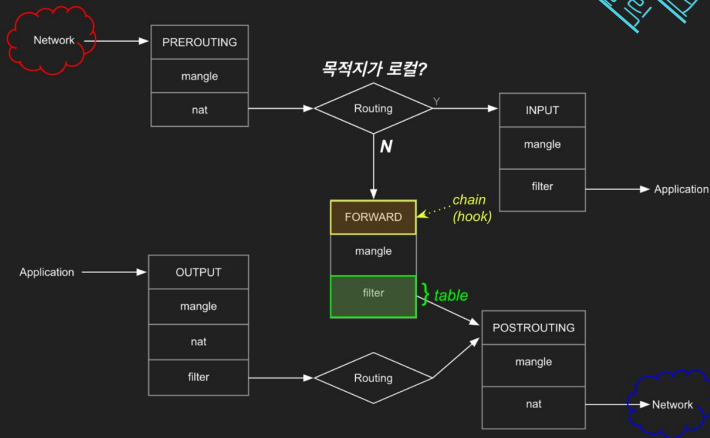 Network
PREROUTING
mangle
nat
목적지가 로컬?
Routing
Y
N
INPUT
mangle
filter
Application
FORWARD
mangle
filter
chain
(hook)
} table
Application
OUTPUT
mangle
nat
filter
Routing
POSTROUTING
mangle
nat
Network